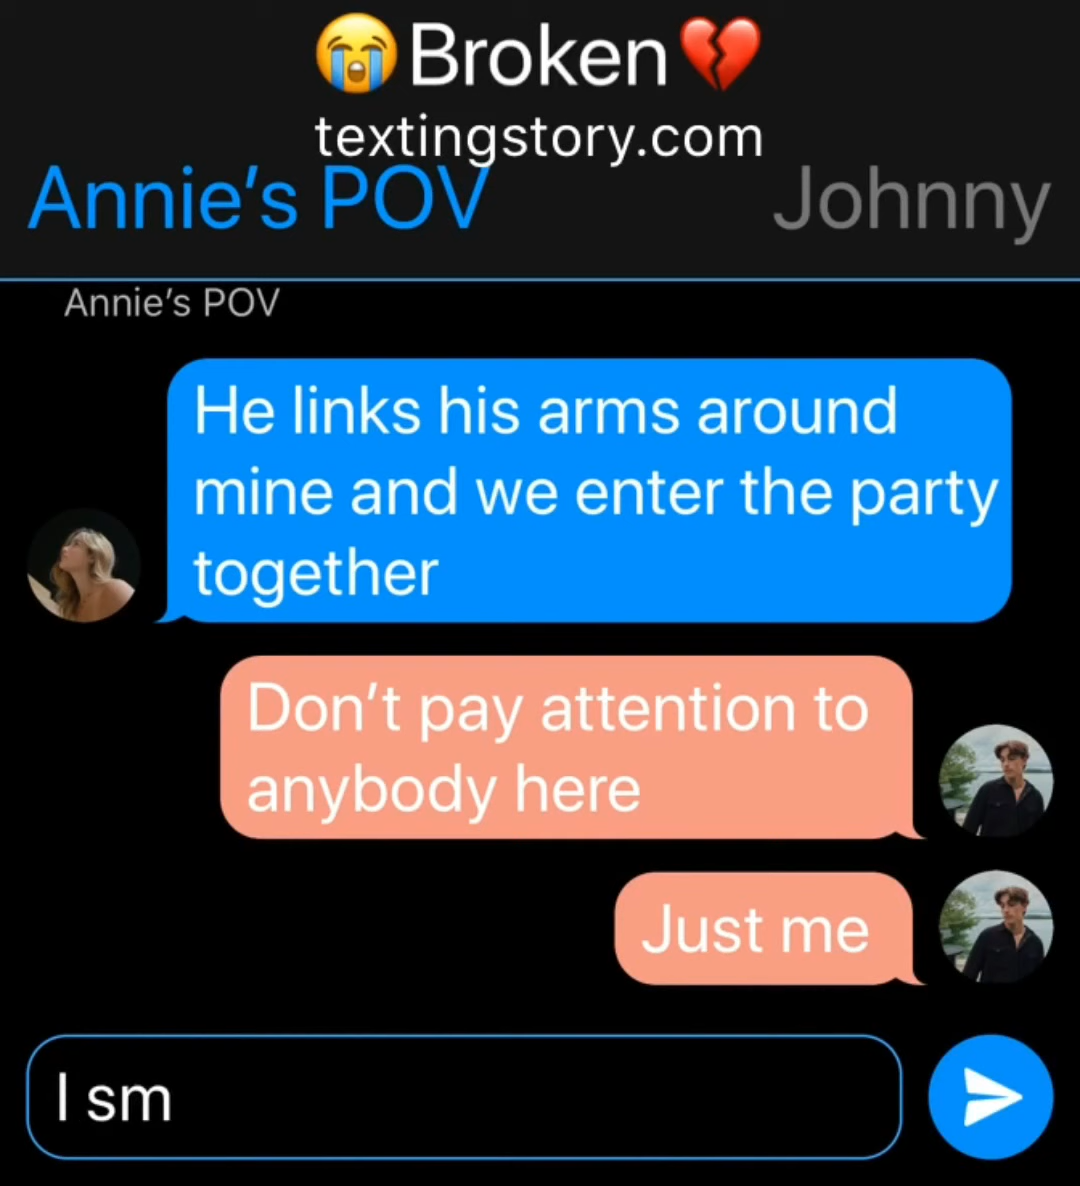 😭Broken💔
textingstory.com
Annie’s POV
Johnny
Annie’s POV
He links his arms around
mine and we enter the party
together
Don’t pay attention to
anybody here
Just me
I sm